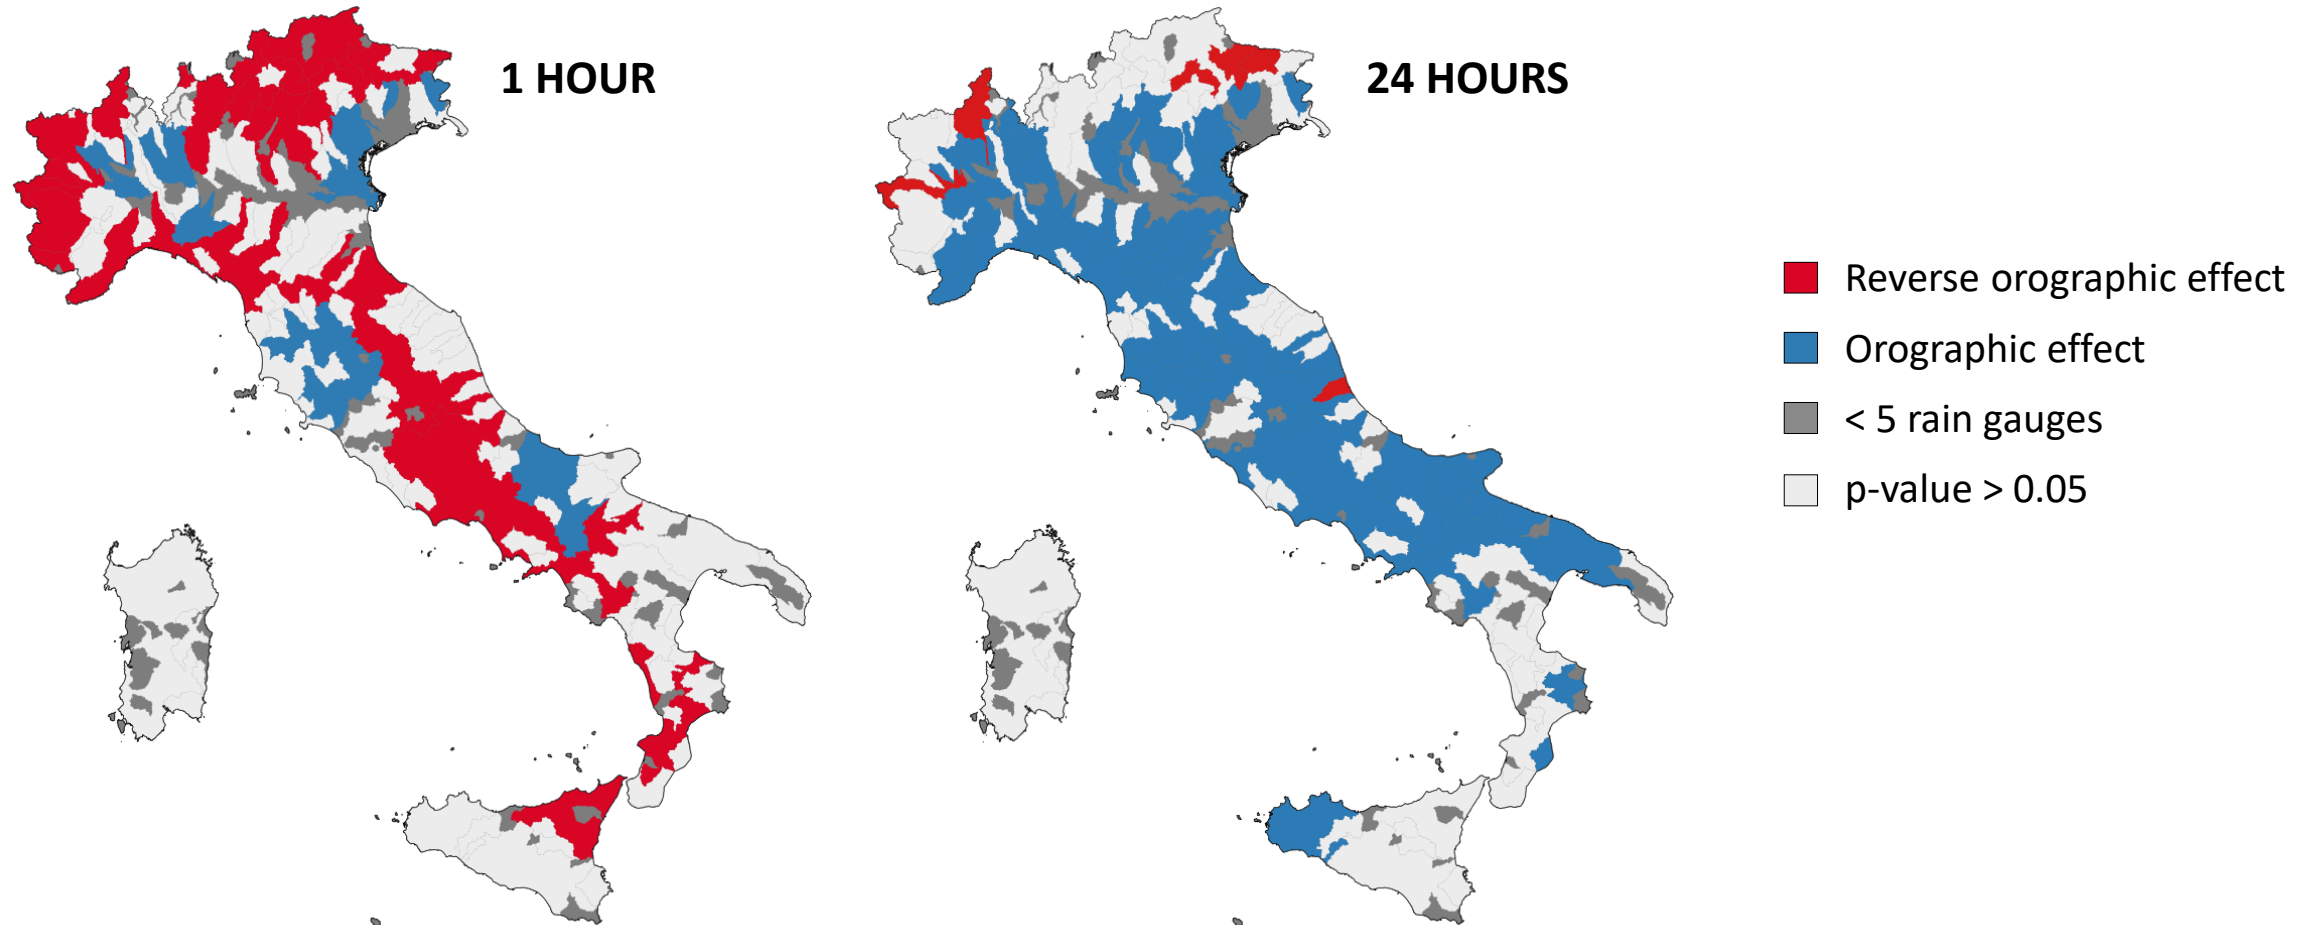 1 HOUR
24 HOURS
Reverse orographic effect
Orographic effect
< 5 rain gauges
p-value > 0.05